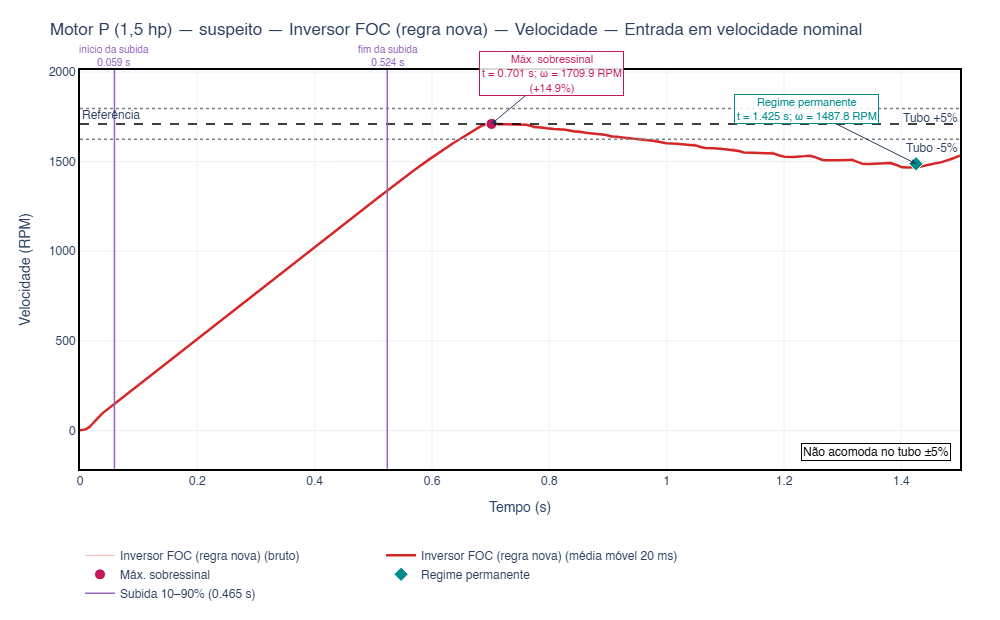 Motor P (1,5 hp) — suspeito — Inversor FOC (regra nova) — Velocidade — Entrada em velocidade nominal
início da subida
0.059 s
fim da subida
0.524 s
Máx. sobressinal
t = 0.701 s; ω = 1709.9 RPM
(+14.9%)
Regime permanente
t = 1.425 s; ω = 1487.8 RPM
Referência
Tubo +5%
Tubo -5%
2000
1500
1000
500
0
Velocidade (RPM)
Não acomoda no tubo ±5%
0
0.2
0.4
0.6
0.8
1
1.2
1.4
Tempo (s)
Inversor FOC (regra nova) (bruto)
Inversor FOC (regra nova) (média móvel 20 ms)
Máx. sobressinal
Regime permanente
Subida 10–90% (0.465 s)